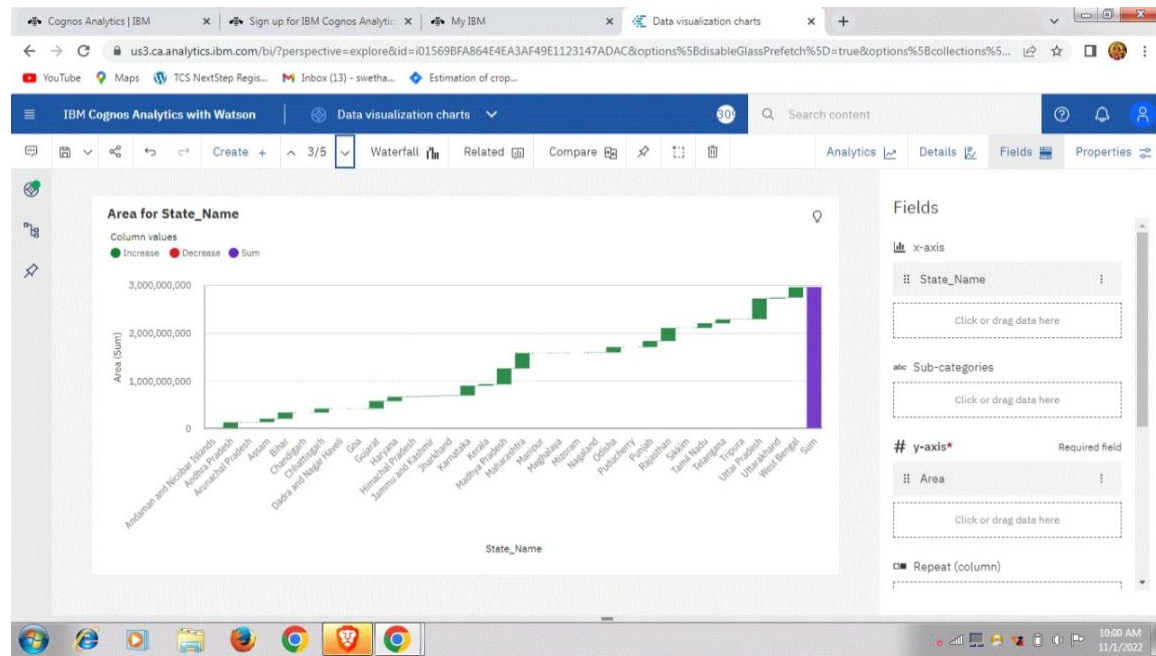 Cognos Analytics | IBM
Sign up for IBM Cognos Analytic
My IBM
Data visualization charts
us3.ca.analytics.ibm.com/bi/?perspective=explore&id=i01569BFA864E4EA3AF49E1123147ADAC&options%5BdisableGlassPrefetch%5D=true&options%5Bcollections%5...
YouTube
Maps
TCS NextStep Regis...
Inbox (13) - swetha...
Estimation of crop...
IBM Cognos Analytics with Watson
Data visualization charts
Search content
Create +
3/5
Waterfall
Related
Compare
Analytics
Details
Fields
Properties
Area for State_Name
Column values
Increase
Decrease
Sum
3,000,000,000
2,000,000,000
1,000,000,000
0
Area (Sum)
Andaman and Nicobar Islands
Andhra Pradesh
Arunachal Pradesh
Assam
Bihar
Chandigarh
Chhattisgarh
Dadra and Nagar Haveli
Goa
Gujarat
Haryana
Himachal Pradesh
Jammu and Kashmir
Jharkhand
Karnataka
Kerala
Madhya Pradesh
Maharashtra
Manipur
Meghalaya
Mizoram
Nagaland
Odisha
Puducherry
Punjab
Rajasthan
Sikkim
Tamil Nadu
Telangana
Tripura
Uttar Pradesh
Uttarakhand
West Bengal
Sum
State_Name
Fields
x-axis
State_Name
Click or drag data here
abc Sub-categories
Click or drag data here
# y-axis*
Required field
Area
Click or drag data here
Repeat (column)
10:00 AM
11/1/2022